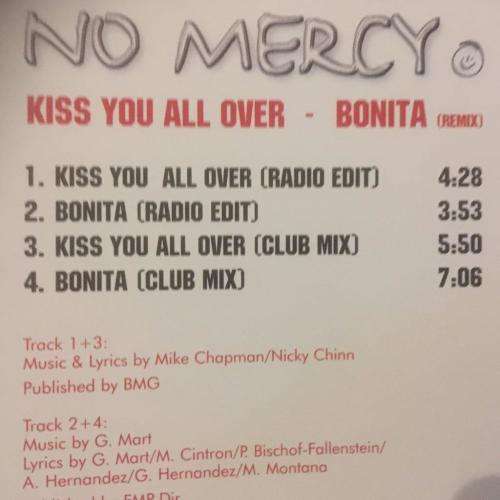 NO MERCY.
KISS YOU ALL OVER - BONITA (REMIX)
1. KISS YOU ALL OVER (RADIO EDIT) 4:28
2. BONITA (RADIO EDIT) 3:53
3. KISS YOU ALL OVER (CLUB MIX) 5:50
4. BONITA (CLUB MIX) 7:06
Track 1+3:
Music & Lyrics by Mike Chapman/Nicky Chinn
Published by BMG
Track 2+4:
Music by G. Mart
Lyrics by G. Mart/M. Cintron/P. Bischof-Fallenstein/
A. Hernandez/G. Hernandez/M. Montana